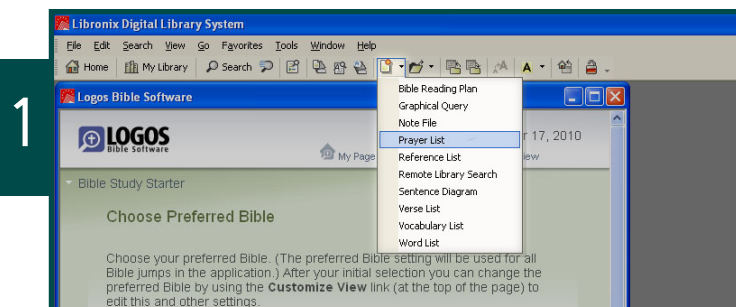 1
Libronix Digital Library System
File Edit Search View Go Favorites Tools Window Help
Home My Library Search
Logos Bible Software
Bible Reading Plan
Graphical Query
Note File
Prayer List
Reference List
Remote Library Search
Sentence Diagram
Verse List
Vocabulary List
Word List
LOGOS
Bible Software
17, 2010
My Page
Bible Study Starter
Choose Preferred Bible
Choose your preferred Bible. (The preferred Bible setting will be used for all
Bible jumps in the application.) After your initial selection you can change the
preferred Bible by using the Customize View link (at the top of the page) to
edit this and other settings.